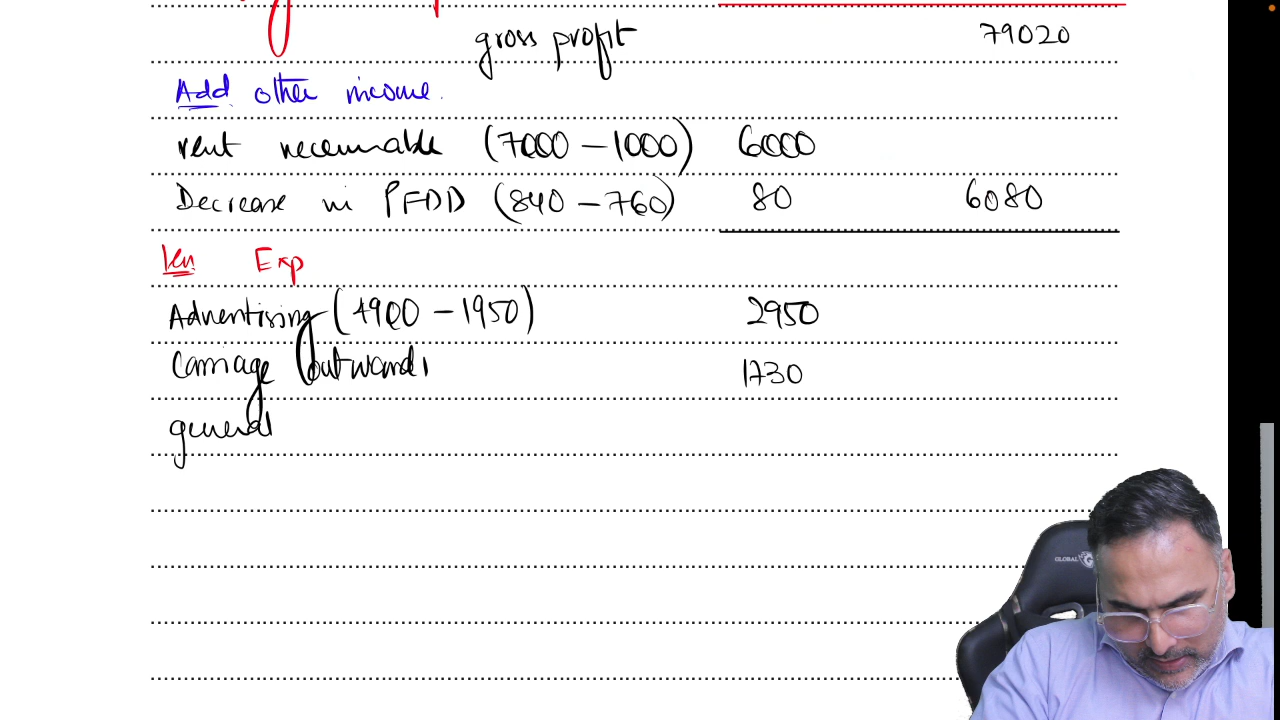 gross profit 79020
Add other income.
rent receivable (7000 - 1000) 6000
Decrease in PFDD (840 - 760) 80 6080
Exp
Advertising (4900 - 1950) 2950
Carriage outwards 1730
general
GLOBAL